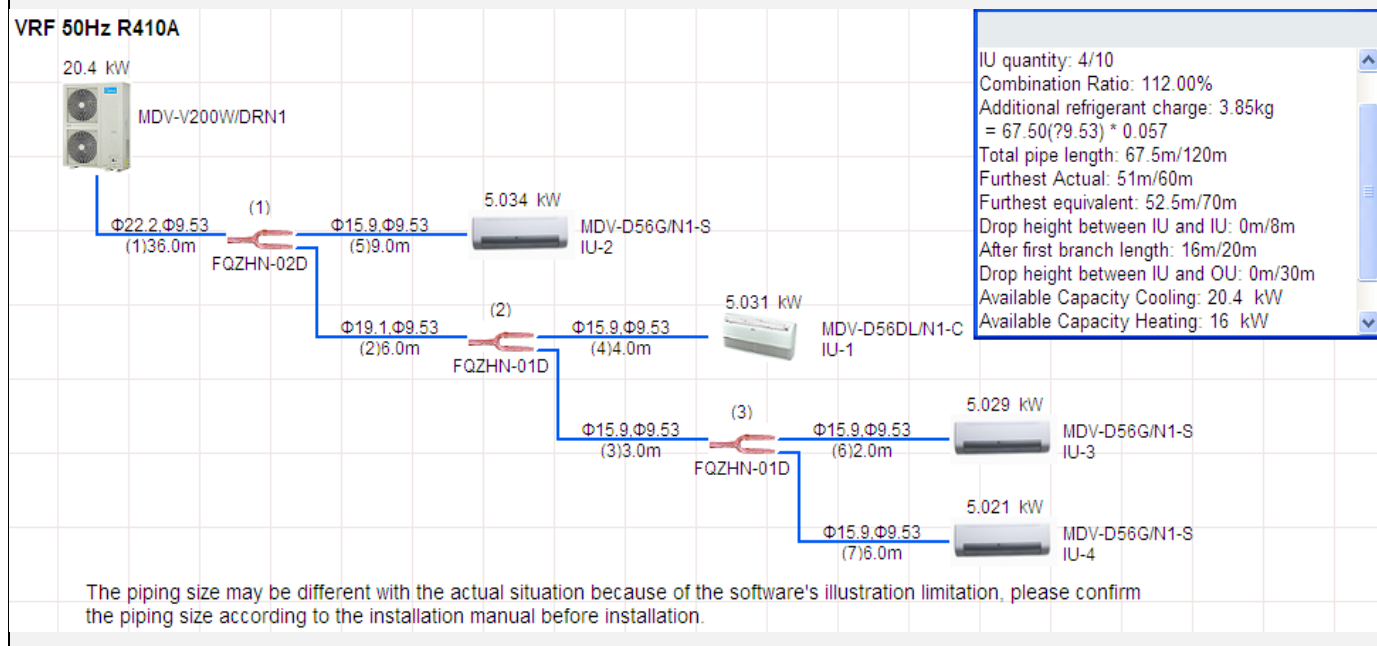 VRF 50Hz R410A
20.4 kW
MDV-V200W/DRN1
Φ22.2,Φ9.53
(1)36.0m
(1)
FQZHN-02D
Φ15.9,Φ9.53
(5)9.0m
5.034 kW
MDV-D56G/N1-S
IU-2
Φ19.1,Φ9.53
(2)6.0m
(2)
FQZHN-01D
Φ15.9,Φ9.53
(4)4.0m
5.031 kW
MDV-D56DL/N1-C
IU-1
Φ15.9,Φ9.53
(3)3.0m
(3)
FQZHN-01D
Φ15.9,Φ9.53
(6)2.0m
5.029 kW
MDV-D56G/N1-S
IU-3
Φ15.9,Φ9.53
(7)6.0m
5.021 kW
MDV-D56G/N1-S
IU-4
IU quantity: 4/10
Combination Ratio: 112.00%
Additional refrigerant charge: 3.85kg
= 67.50(?9.53) * 0.057
Total pipe length: 67.5m/120m
Furthest Actual: 51m/60m
Furthest equivalent: 52.5m/70m
Drop height between IU and IU: 0m/8m
After first branch length: 16m/20m
Drop height between IU and OU: 0m/30m
Available Capacity Cooling: 20.4 kW
Available Capacity Heating: 16 kW
The piping size may be different with the actual situation because of the software's illustration limitation, please confirm
the piping size according to the installation manual before installation.